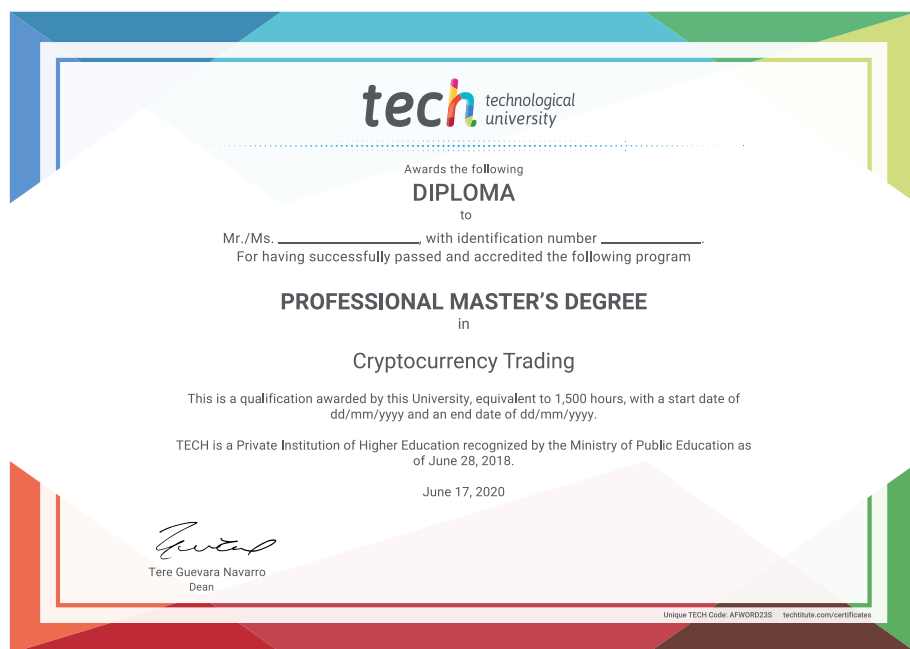 tech technological
university
Awards the following
DIPLOMA
to
Mr./Ms. ____________________, with identification number ______________.
For having successfully passed and accredited the following program
PROFESSIONAL MASTER'S DEGREE
in
Cryptocurrency Trading
This is a qualification awarded by this University, equivalent to 1,500 hours, with a start date of
dd/mm/yyyy and an end date of dd/mm/yyyy.
TECH is a Private Institution of Higher Education recognized by the Ministry of Public Education as
of June 28, 2018.
June 17, 2020
Tere Guevara Navarro
Dean
Unique TECH Code: AFWORD23S techtitute.com/certificates